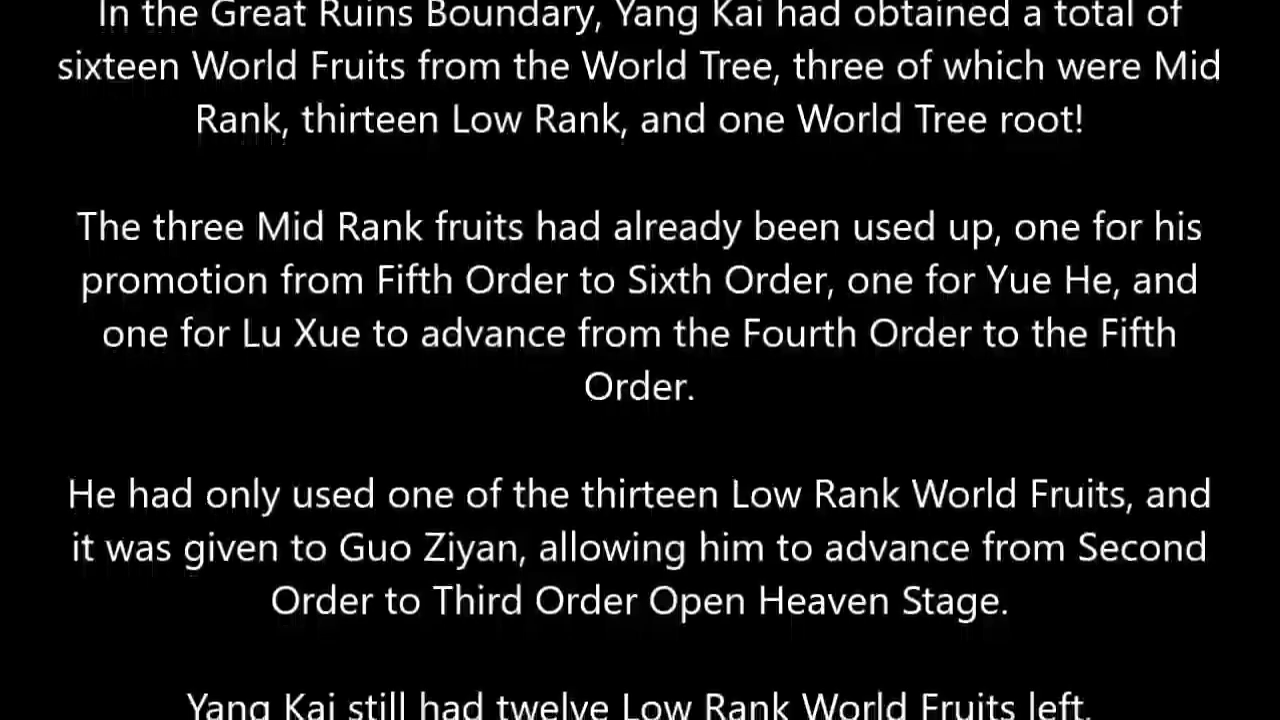 In the Great Ruins Boundary, Yang Kai had obtained a total of
sixteen World Fruits from the World Tree, three of which were Mid
Rank, thirteen Low Rank, and one World Tree root!
The three Mid Rank fruits had already been used up, one for his
promotion from Fifth Order to Sixth Order, one for Yue He, and
one for Lu Xue to advance from the Fourth Order to the Fifth
Order.
He had only used one of the thirteen Low Rank World Fruits, and
it was given to Guo Ziyan, allowing him to advance from Second
Order to Third Order Open Heaven Stage.
Yang Kai still had twelve Low Rank World Fruits left.